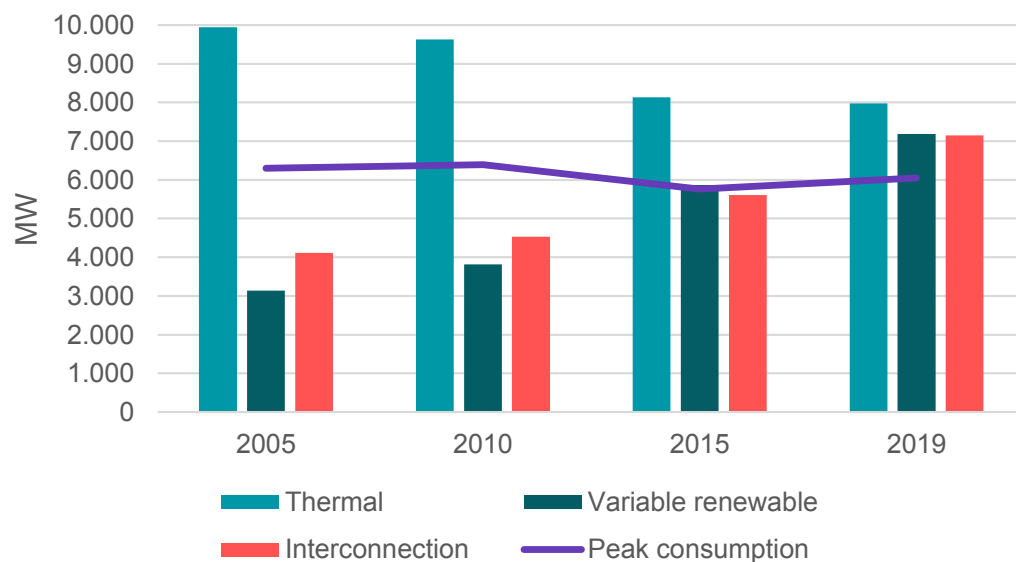 10.000
9.000
8.000
7.000
6.000
5.000
4.000
3.000
2.000
1.000
0
MW
2005 2010 2015 2019
Thermal Variable renewable
Interconnection Peak consumption